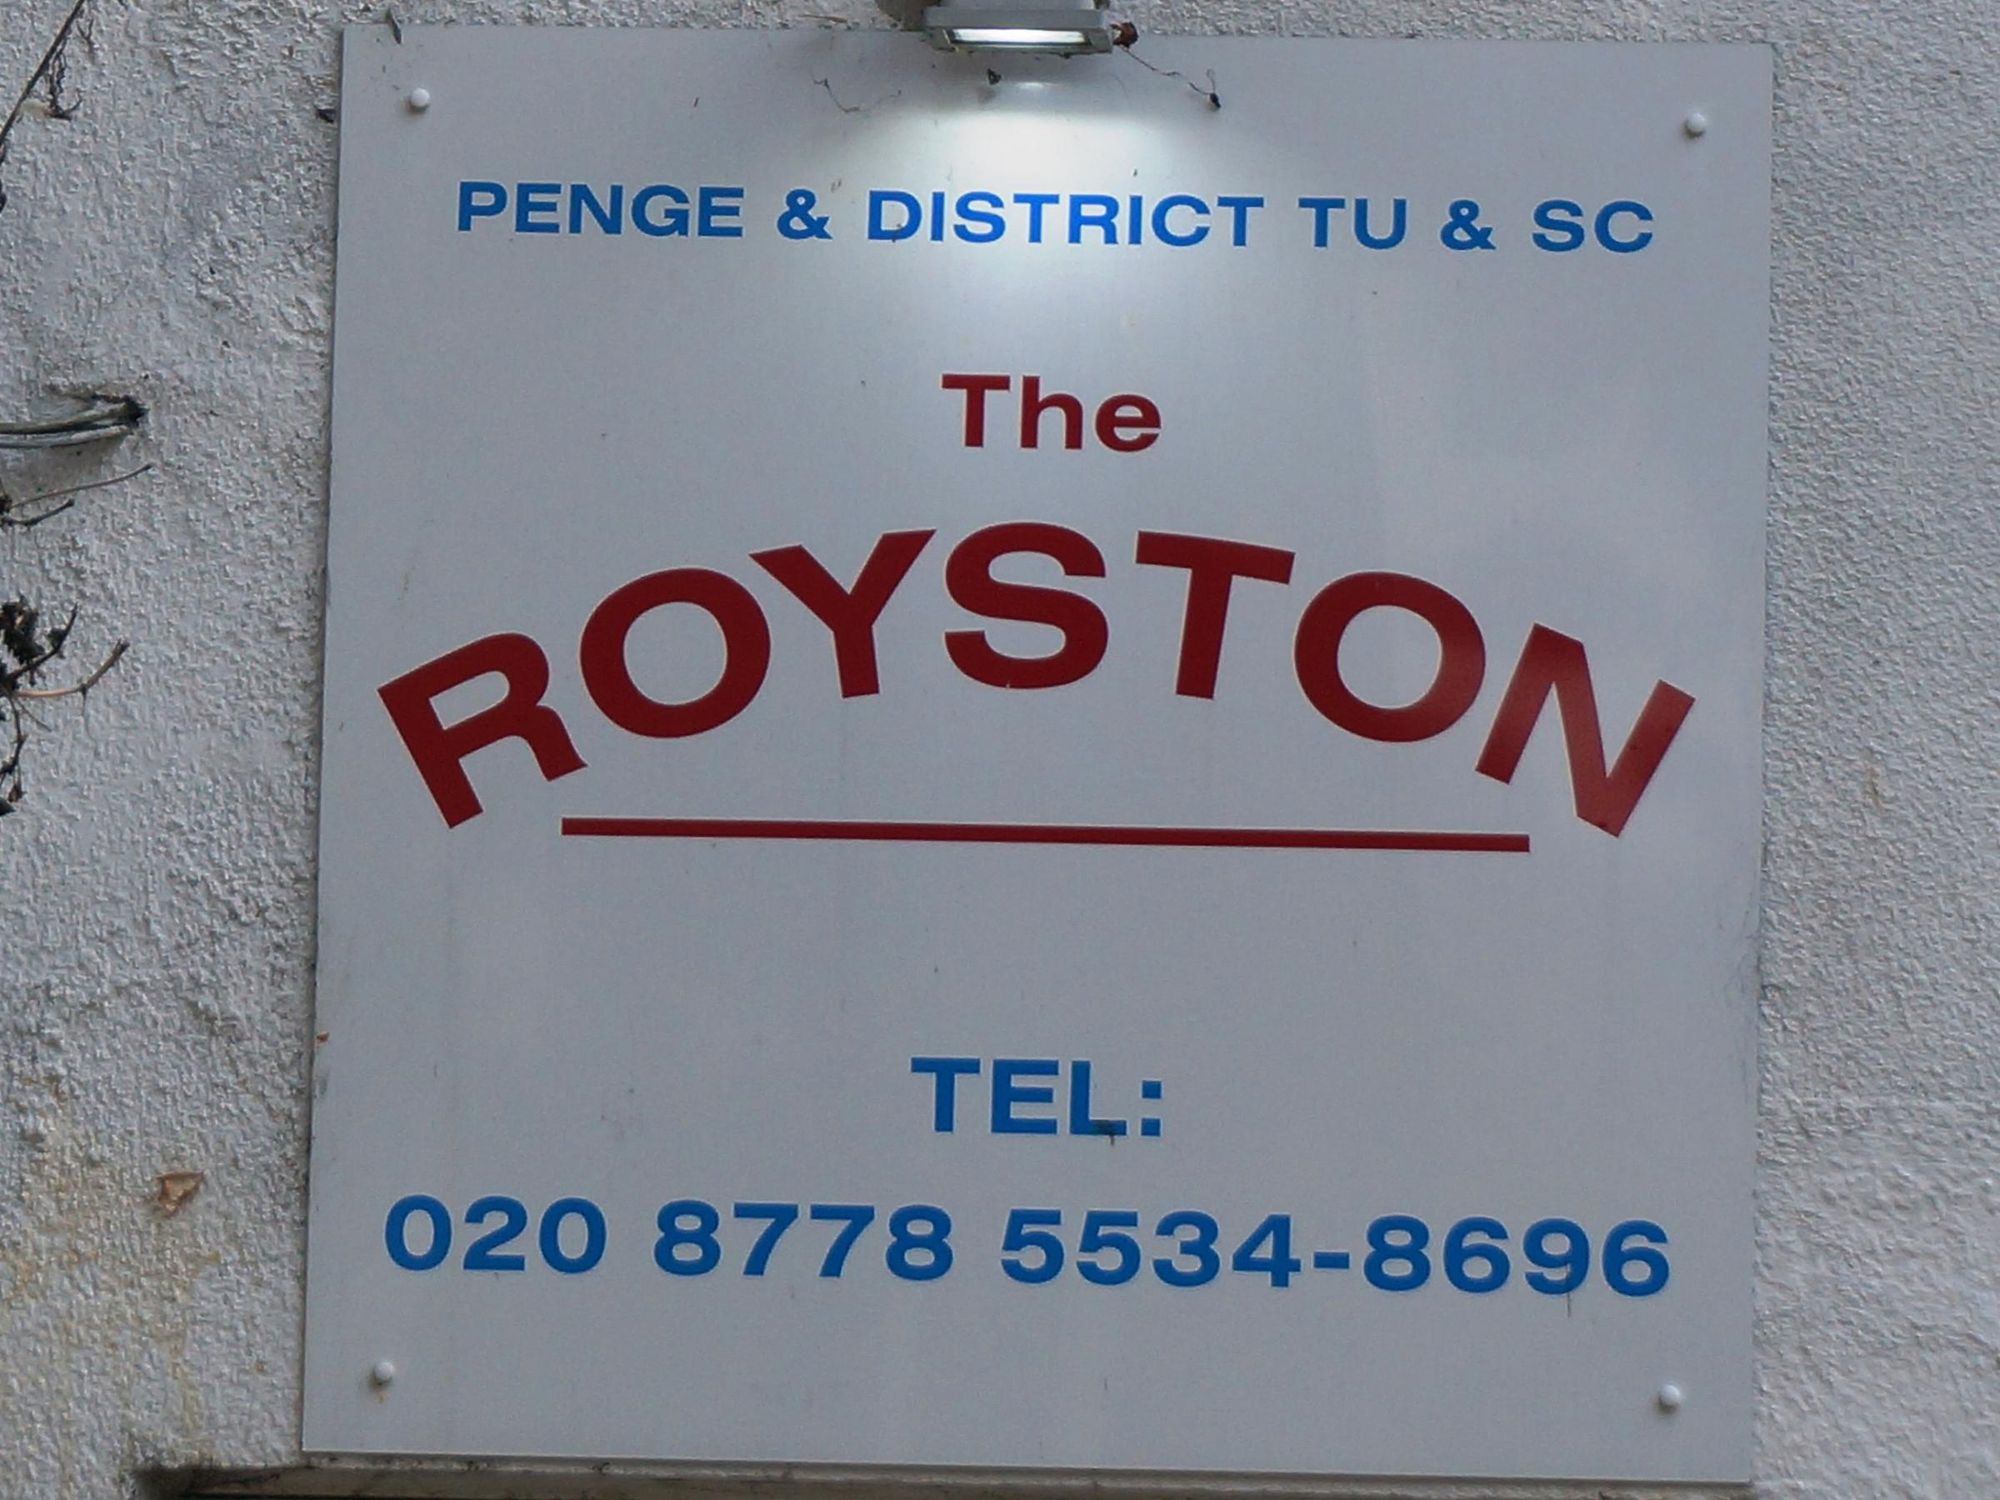 PENGE & DISTRICT TU & SC
The
ROYSTON
TEL:
020 8778 5534-8696